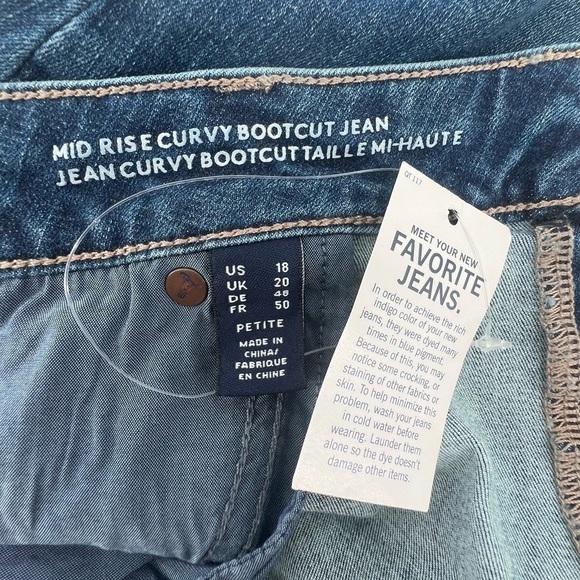 MID RISE CURVY BOOTCUT JEAN
JEAN CURVY BOOTCUT TAILLE MI-HAUTE
US 18
UK 20
DE 48
FR 50
PETITE
MADE IN
CHINA/
FABRIQUE
EN CHINE
QT 117
MEET YOUR NEW
FAVORITE
JEANS.
In order to achieve the rich
indigo color of your new
jeans, they were dyed many
times in blue pigment.
Because of this, you may
notice some crocking, or
staining of other fabrics or
skin. To help minimize this
problem, wash your jeans
in cold water before
wearing. Launder them
alone so the dye doesn't
damage other items.